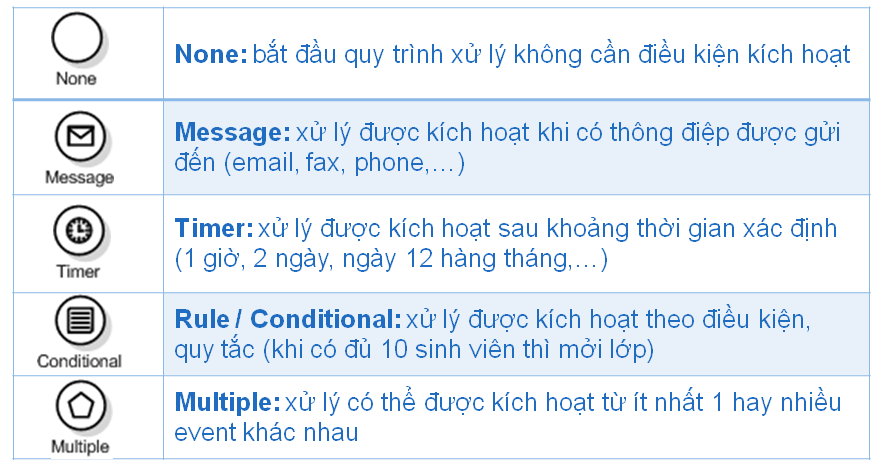 None
None: bắt đầu quy trình xử lý không cần điều kiện kích hoạt
Message
Message: xử lý được kích hoạt khi có thông điệp được gửi
đến (email, fax, phone,…)
Timer
Timer: xử lý được kích hoạt sau khoảng thời gian xác định
(1 giờ, 2 ngày, ngày 12 hàng tháng,…)
Conditional
Rule / Conditional: xử lý được kích hoạt theo điều kiện,
quy tắc (khi có đủ 10 sinh viên thì mởi lớp)
Multiple
Multiple: xử lý có thể được kích hoạt từ ít nhất 1 hay nhiều
event khác nhau